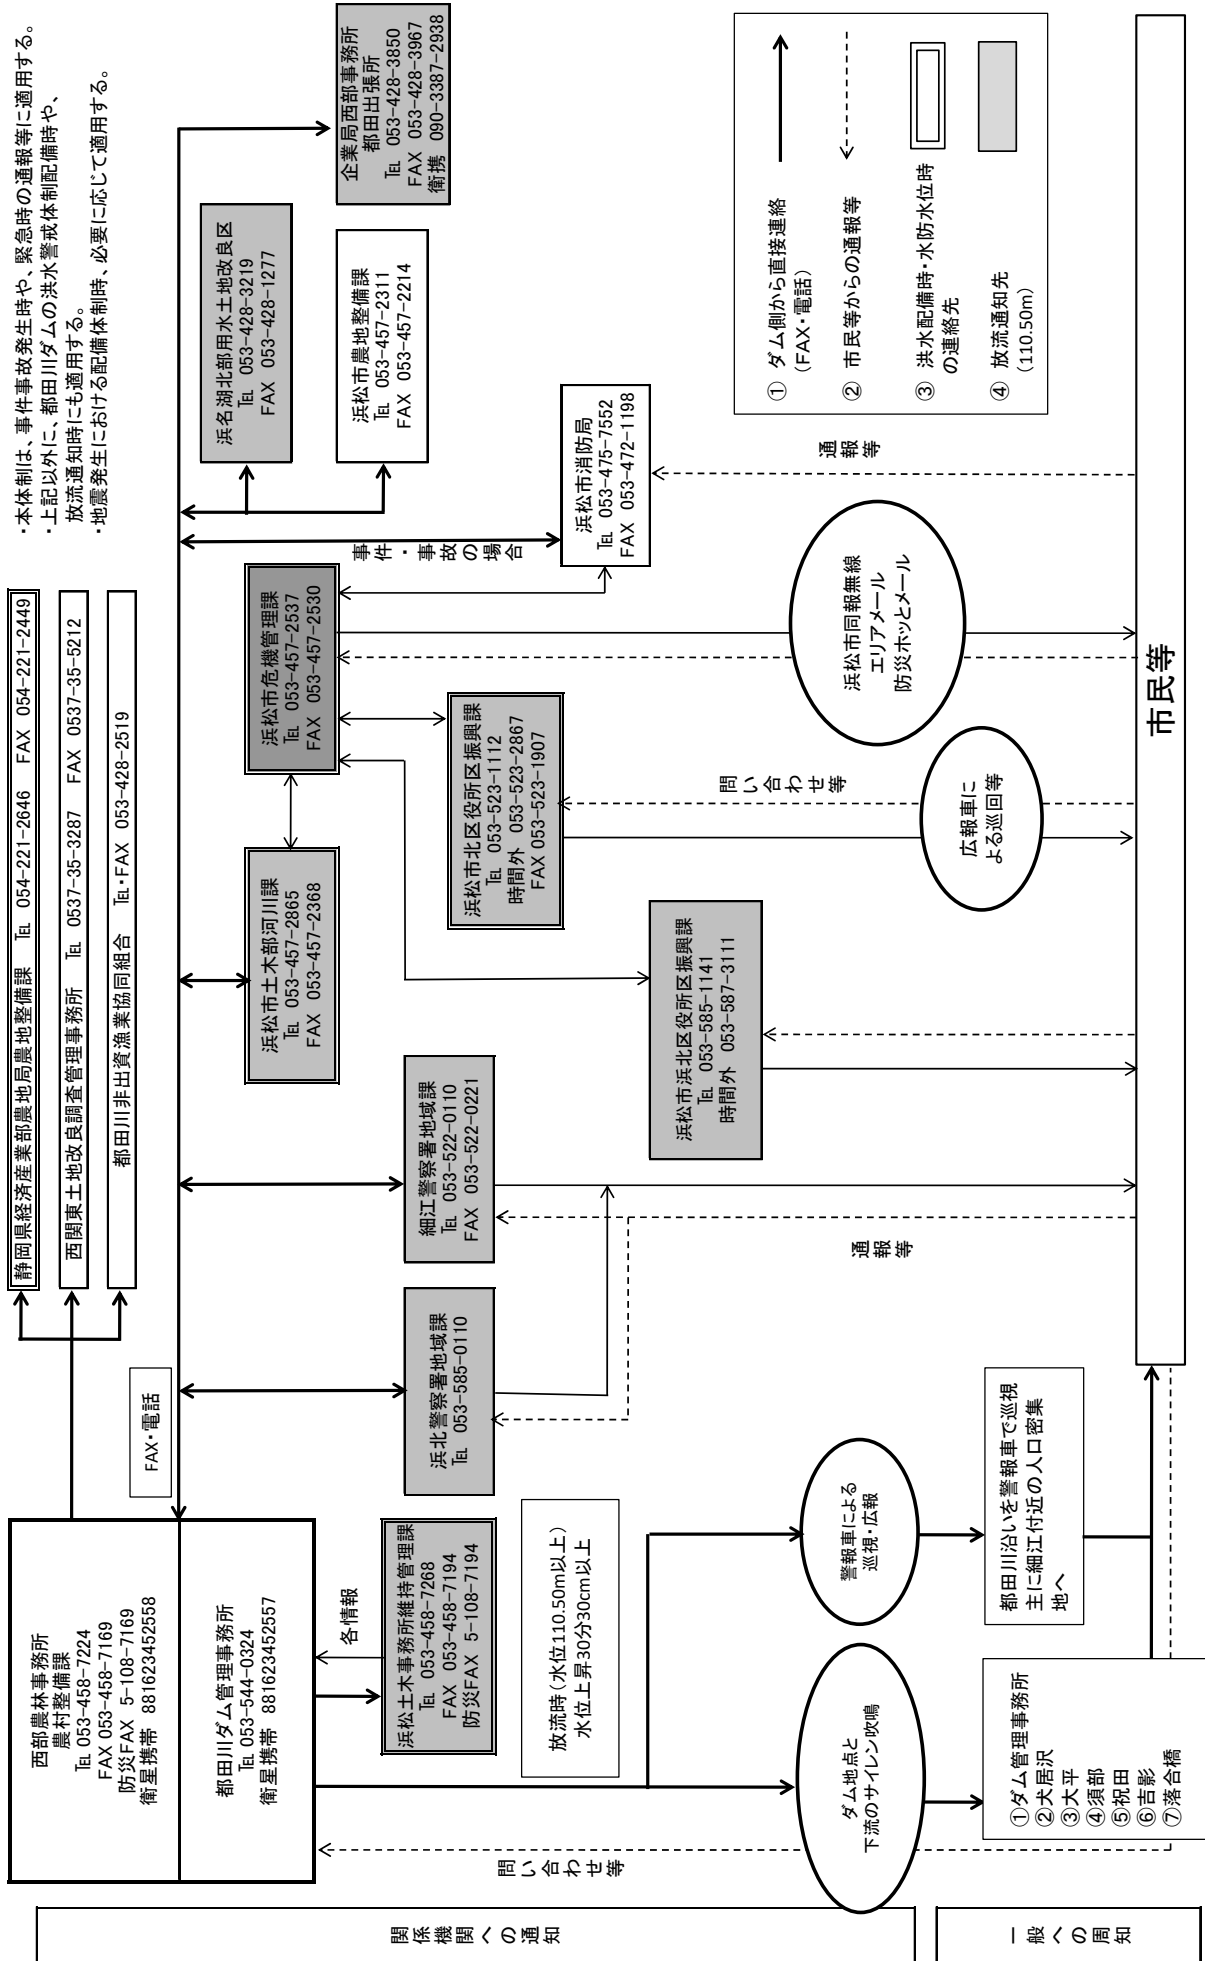 ・本体制は、事件事故発生時や、緊急時の通報等に適用する。
・上記以外に、都田川ダムの洪水警戒体制配備時や、
放流通知時にも適用する。
・地震発生における配備体制時、必要に応じて適用する。
静岡県経済産業部農地局農地整備課　℡ 054-221-2646　FAX 054-221-2449
西関東土地改良調査管理事務所　℡ 0537-35-3287　FAX 0537-35-5212
都田川非出資漁業協同組合　℡・FAX 053-428-2519
西部農林事務所
農村整備課
℡ 053-458-7224
FAX 053-458-7169
防災FAX 5-108-7169
衛星携帯 881623452558
都田川ダム管理事務所
℡ 053-544-0324
衛星携帯 881623452557
FAX・電話
企業局西部事務所
都田出張所
℡ 053-428-3850
FAX 053-428-3967
衛携 090-3387-2938
浜名湖北部用水土地改良区
℡ 053-428-3219
FAX 053-428-1277
浜松市農地整備課
℡ 053-457-2311
FAX 053-457-2214
事件・事故の場合
浜松市消防局
℡ 053-475-7552
FAX 053-472-1198
浜松市危機管理課
℡ 053-457-2537
FAX 053-457-2530
浜松市土木部河川課
℡ 053-457-2865
FAX 053-457-2368
浜松市北区役所区振興課
℡ 053-523-1112
時間外 053-523-2867
FAX 053-523-1907
浜松市浜北区役所区振興課
℡ 053-585-1141
時間外 053-587-3111
細江警察署地域課
℡ 053-522-0110
FAX 053-522-0221
浜北警察署地域課
℡ 053-585-0110
各情報
浜松土木事務所維持管理課
℡ 053-458-7268
FAX 053-458-7194
防災FAX 5-108-7194
放流時(水位110.50m以上)
水位上昇30分30cm以上
通報等
問い合わせ等
通報等
問い合わせ等
浜松市同報無線
エリアメール
防災ホッとメール
広報車に
よる巡回等
警報車による
巡視・広報
ダム地点と
下流のサイレン吹鳴
都田川沿いを警報車で巡視
主に細江付近の人口密集
地へ
①ダム管理事務所
②犬居沢
③大平
④須部
⑤祝田
⑥吉影
⑦落合橋
市民等
① ダム側から直接連絡
(FAX・電話)
② 市民等からの通報等
③ 洪水配備時・水防水位時
の連絡先
④ 放流通知先
(110.50m)
関係機関への通知
一般への周知